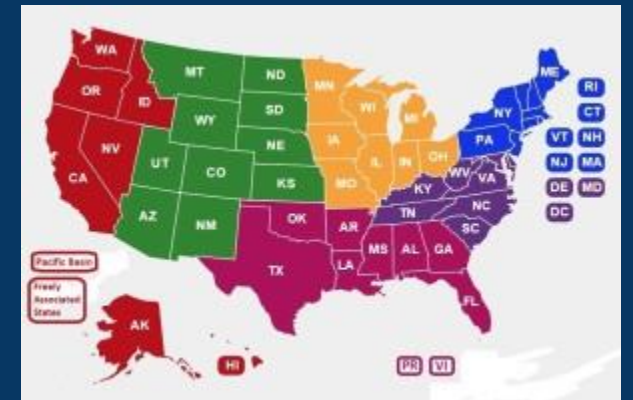 WA
MT
ND
MN
ME
OR
ID
SD
WI
MI
NY
RI
WY
CT
NV
NE
IA
PA
VT NH
UT
CO
IL
IN
OH
NJ MA
CA
KS
MO
WV
VA
DE MD
KY
DC
AZ
NM
OK
AR
TN
NC
SC
TX
LA
MS
AL
GA
FL
Pacific Basin
Freely
Associated
States
AK
HI
PR VI